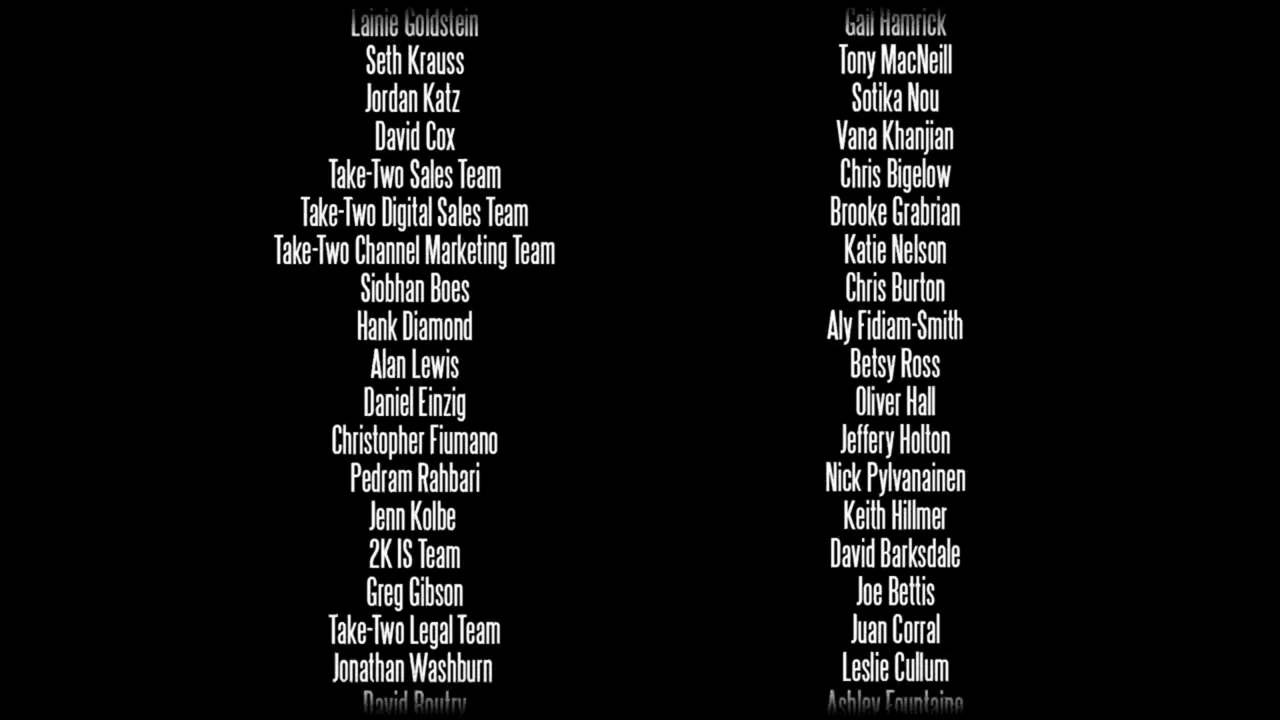 Lainie Goldstein
Seth Krauss
Jordan Katz
David Cox
Take-Two Sales Team
Take-Two Digital Sales Team
Take-Two Channel Marketing Team
Siobhan Boes
Hank Diamond
Alan Lewis
Daniel Einzig
Christopher Fiumano
Pedram Rahbari
Jenn Kolbe
2K IS Team
Greg Gibson
Take-Two Legal Team
Jonathan Washburn
David Boutry
Gail Hamrick
Tony MacNeill
Sotika Nou
Vana Khanjian
Chris Bigelow
Brooke Grabrian
Katie Nelson
Chris Burton
Aly Fidiam-Smith
Betsy Ross
Oliver Hall
Jeffery Holton
Nick Pylvanainen
Keith Hillmer
David Barksdale
Joe Bettis
Juan Corral
Leslie Cullum
Ashley Fountaine